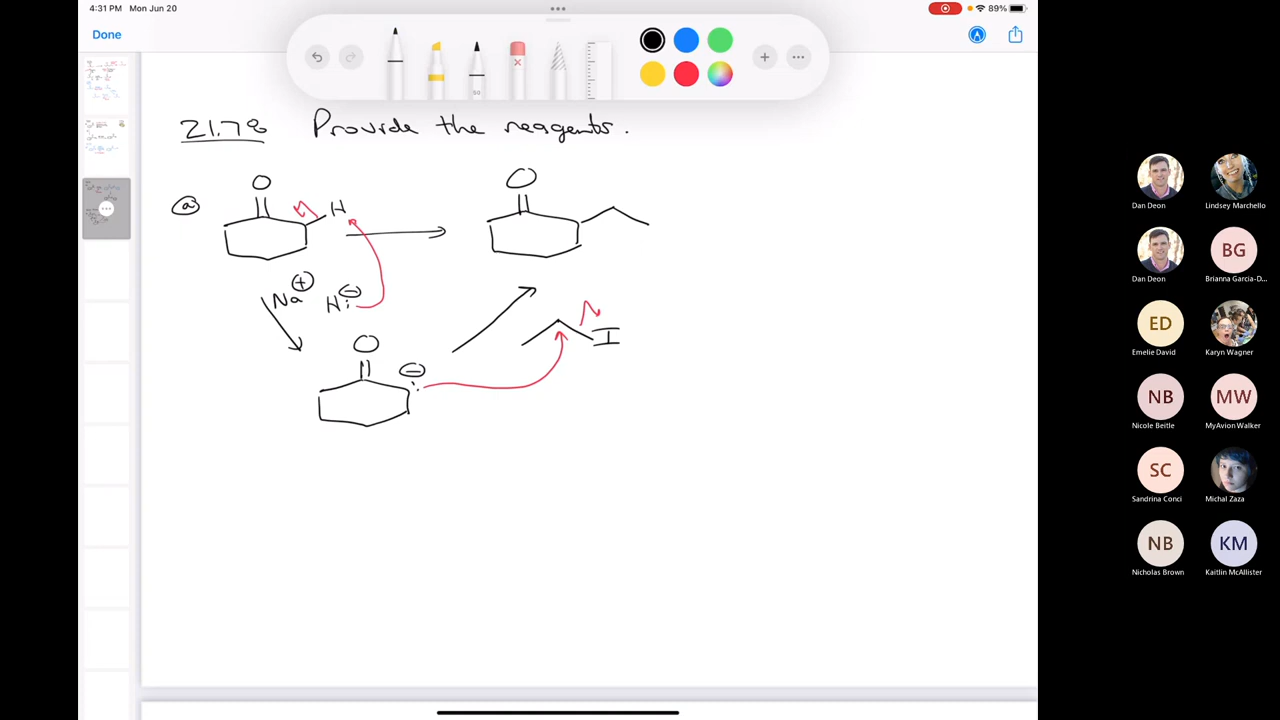 4:31 PM Mon Jun 20
89%
Done
50
21.78 Provide the reagents.
a
O
H
O
Na + H: −
O
− :
I
Dan Deon
Lindsey Marchello
Dan Deon
BG
Brianna Garcia-D...
ED
Emelie David
Karyn Wagner
NB
Nicole Beitle
MW
MyAvion Walker
SC
Sandrina Conci
Michal Zaza
NB
Nicholas Brown
KM
Kaitlin McAllister